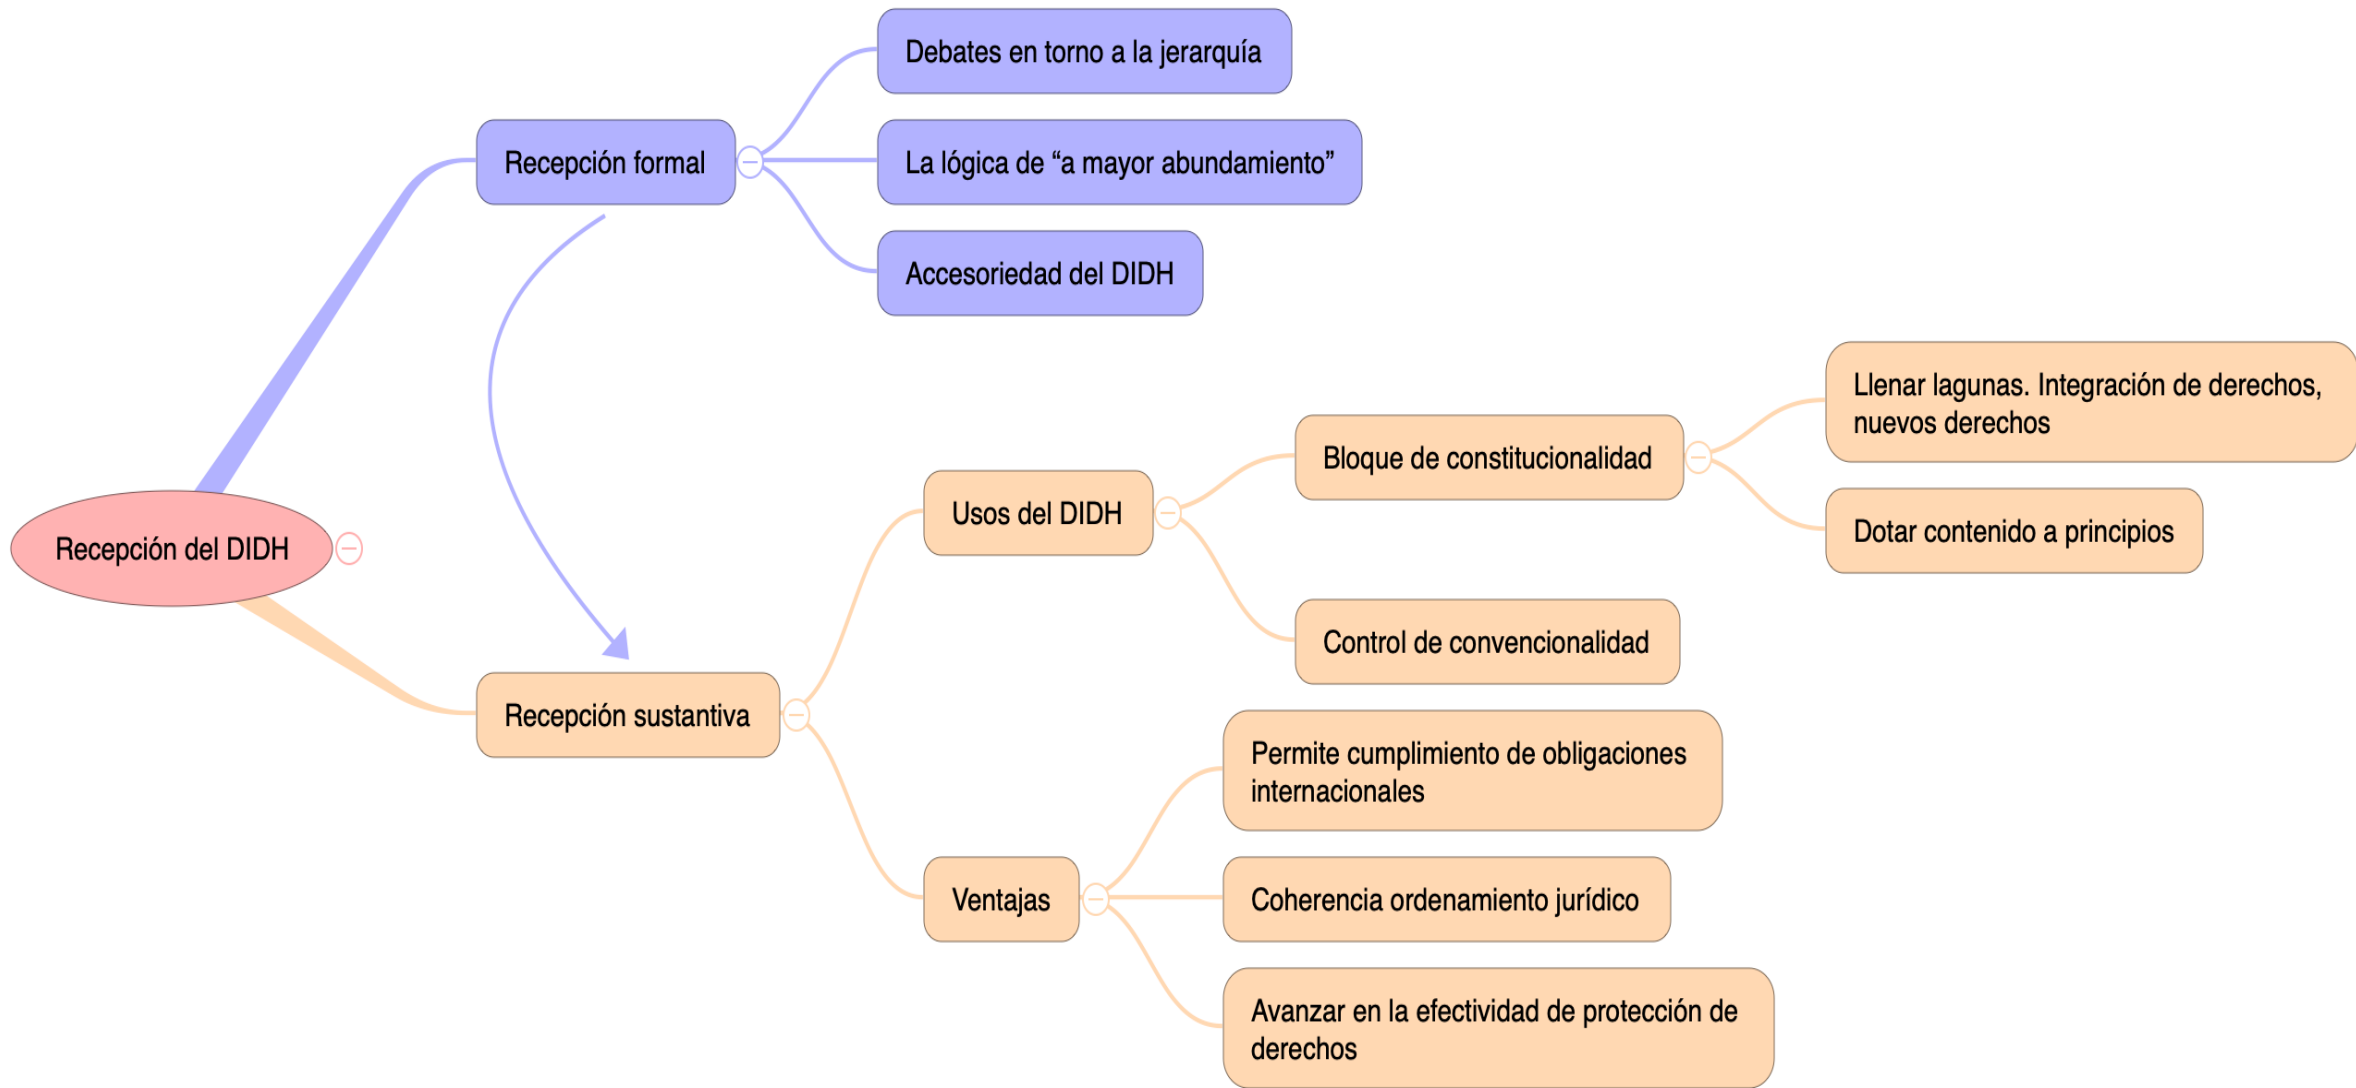 Recepción del DIDH
Recepción formal
Debates en torno a la jerarquía
La lógica de “a mayor abundamiento”
Accesoriedad del DIDH
Recepción sustantiva
Usos del DIDH
Bloque de constitucionalidad
Llenar lagunas. Integración de derechos,
nuevos derechos
Dotar contenido a principios
Control de convencionalidad
Ventajas
Permite cumplimiento de obligaciones
internacionales
Coherencia ordenamiento jurídico
Avanzar en la efectividad de protección de
derechos